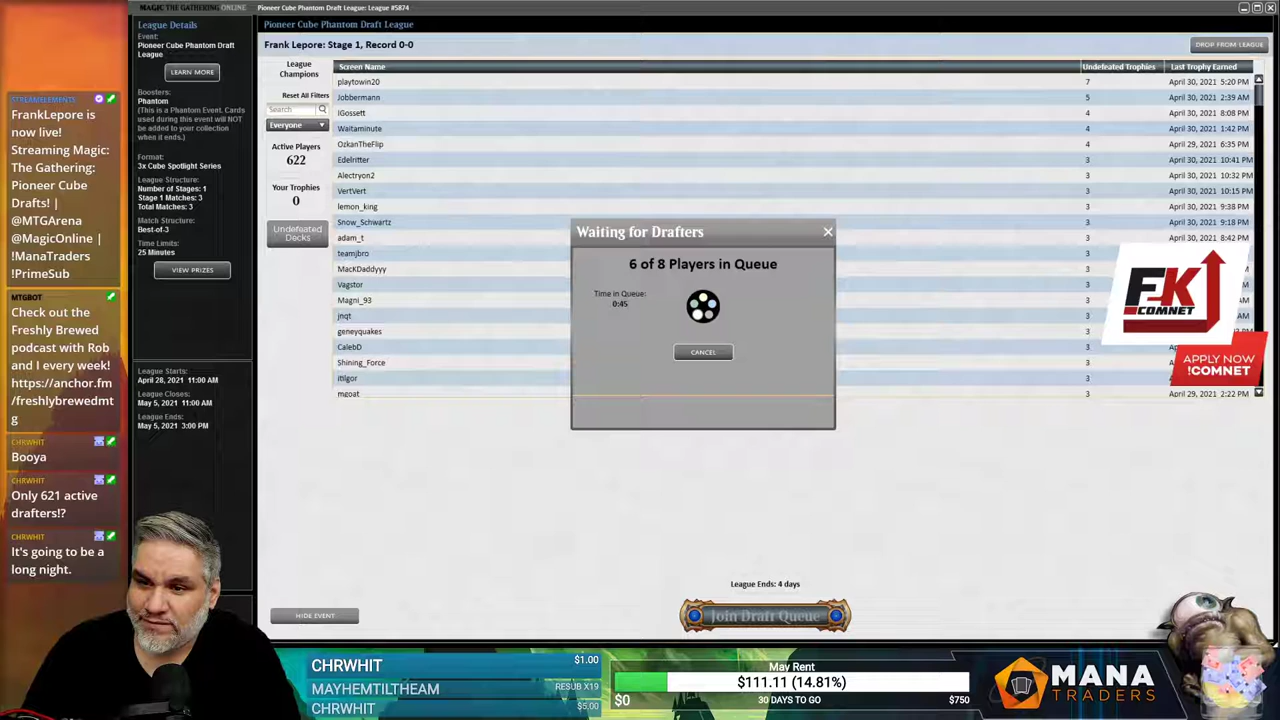 MAGIC THE GATHERING ONLINE
Pioneer Cube Phantom Draft League: League #5874
League Details
Event:
Pioneer Cube Phantom Draft
League
LEARN MORE
Boosters:
Phantom
(This is a Phantom Event. Cards
used during this event will NOT
be added to your collection
when it ends.)
Format:
3x Cube Spotlight Series
League Structure:
Number of Stages: 1
Stage 1 Matches: 3
Total Matches: 3
Match Structure:
Best-of-3
Time Limits:
25 Minutes
VIEW PRIZES
League Starts:
April 28, 2021 11:00 AM
League Closes:
May 5, 2021 11:00 AM
League Ends:
May 5, 2021 3:00 PM
Pioneer Cube Phantom Draft League
Frank Lepore: Stage 1, Record 0-0
DROP FROM LEAGUE
League
Champions
Reset All Filters
Search
Everyone
Active Players
622
Your Trophies
0
Undefeated
Decks
Screen Name Undefeated Trophies Last Trophy Earned
playtowin20 7 April 30, 2021 5:20 PM
Jobbermann 5 April 30, 2021 2:39 AM
IGossett 4 April 30, 2021 8:08 PM
Waitaminute 4 April 30, 2021 1:42 PM
OzkanTheFlip 4 April 29, 2021 6:35 PM
Edelritter 3 April 30, 2021 10:41 PM
Alectryon2 3 April 30, 2021 10:32 PM
VertVert 3 April 30, 2021 10:15 PM
lemon_king 3 April 30, 2021 9:38 PM
Snow_Schwartz 3 April 30, 2021 9:18 PM
adam_t 3 April 30, 2021 8:42 PM
teamjbro 3
MacKDaddyyy 3
Vagstor 3
Magni_93 3
jnqt 3
geneyquakes 3
CalebD 3
Shining_Force 3
itilgor 3
mgoat 3 April 29, 2021 2:22 PM
Waiting for Drafters
6 of 8 Players in Queue
Time in Queue:
0:45
CANCEL
League Ends: 4 days
HIDE EVENT
Join Draft Queue
STREAMELEMENTS
FrankLepore is
now live!
Streaming Magic:
The Gathering:
Pioneer Cube
Drafts! |
@MTGArena
@MagicOnline |
!ManaTraders
!PrimeSub
MTGBOT
Check out the
Freshly Brewed
podcast with Rob
and I every week!
https://anchor.fm
/freshlybrewedmt
g
CHRWHIT
Booya
CHRWHIT
Only 621 active
drafters!?
CHRWHIT
It's going to be a
long night.
COMNET
APPLY NOW
!COMNET
CHRWHIT $1.00
MAYHEMTILTHEAM RESUB X19
CHRWHIT $5.00
May Rent
$111.11 (14.81%)
$0 30 DAYS TO GO $750
MANA
TRADERS